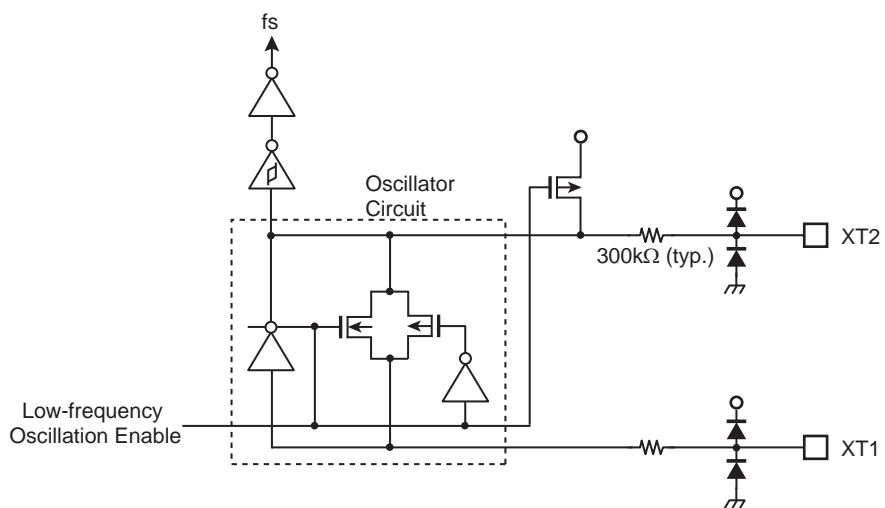 fs
Oscillator
Circuit
300kΩ (typ.)
XT2
Low-frequency
Oscillation Enable
XT1